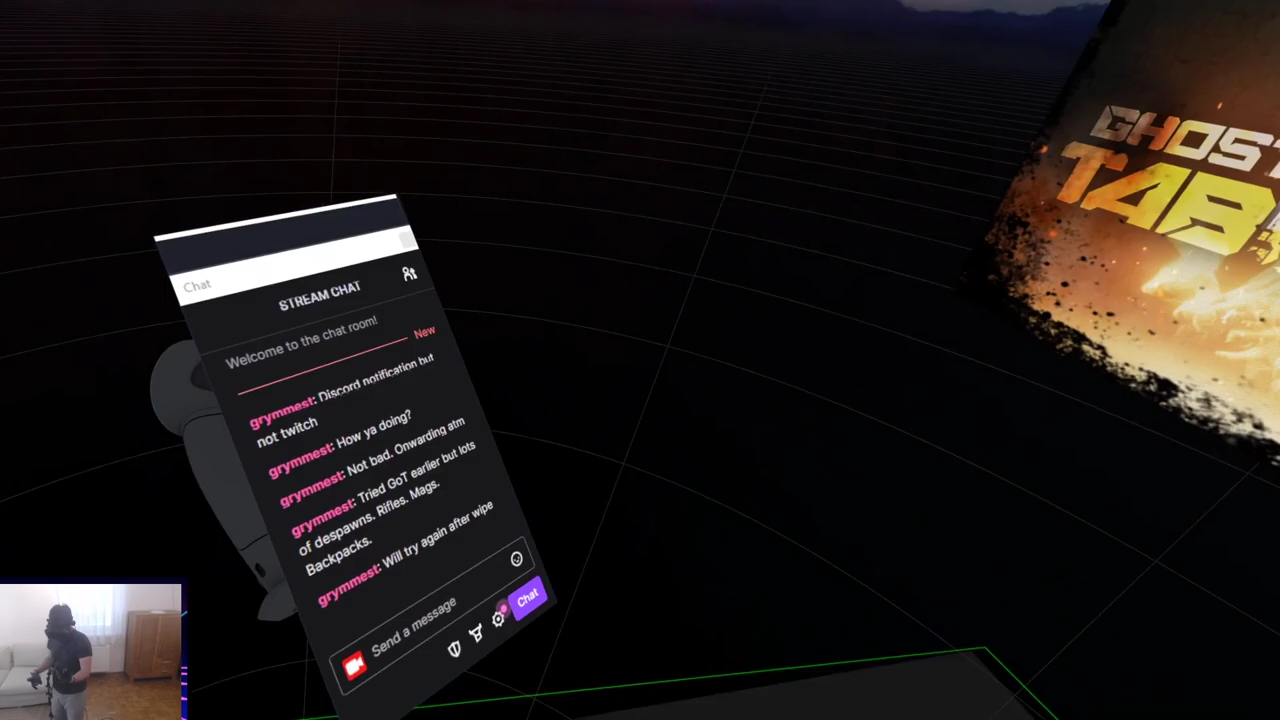 Chat
STREAM CHAT
Welcome to the chat room!
New
grymmest: Discord notification but
not twitch
grymmest: How ya doing?
grymmest: Not bad. Onwarding atm
grymmest: Tried GoT earlier but lots
of despawns. Rifles. Mags.
Backpacks.
grymmest: Will try again after wipe
Send a message
Chat
GHOST
TAB